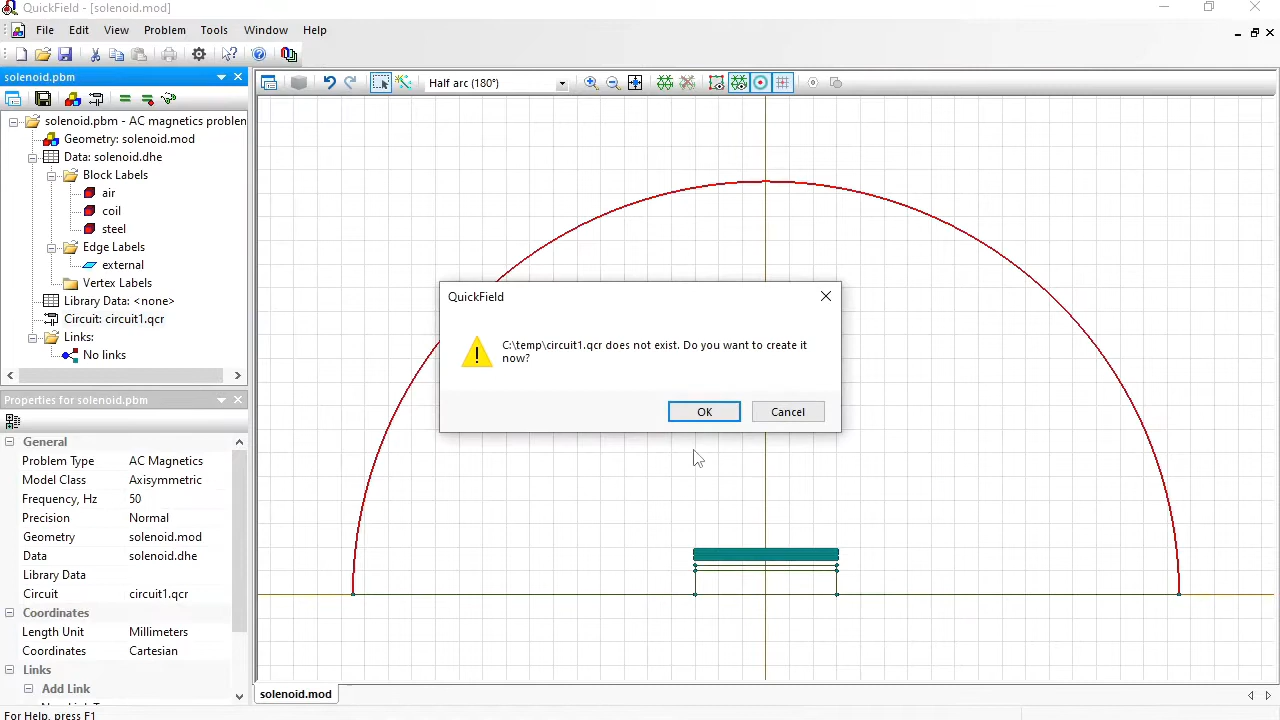 QuickField - [solenoid.mod]
File Edit View Problem Tools Window Help
solenoid.pbm
Half arc (180°)
solenoid.pbm - AC magnetics problem
Geometry: solenoid.mod
Data: solenoid.dhe
Block Labels
air
coil
steel
Edge Labels
external
Vertex Labels
Library Data: <none>
Circuit: circuit1.qcr
Links:
No links
Properties for solenoid.pbm
General
Problem Type AC Magnetics
Model Class Axisymmetric
Frequency, Hz 50
Precision Normal
Geometry solenoid.mod
Data solenoid.dhe
Library Data
Circuit circuit1.qcr
Coordinates
Length Unit Millimeters
Coordinates Cartesian
Links
Add Link
QuickField
C:\temp\circuit1.qcr does not exist. Do you want to create it
now?
OK Cancel
solenoid.mod
For Help, press F1